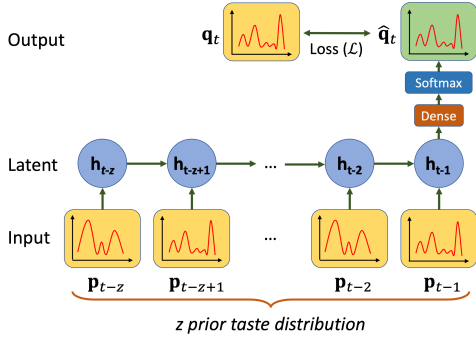 Output
q_t
Loss (ℒ)
q̂_t
Softmax
Dense
Latent
h_{t-z}
h_{t-z+1}
...
h_{t-2}
h_{t-1}
Input
...
p_{t−z}
p_{t−z+1}
p_{t−2}
p_{t−1}
z prior taste distribution